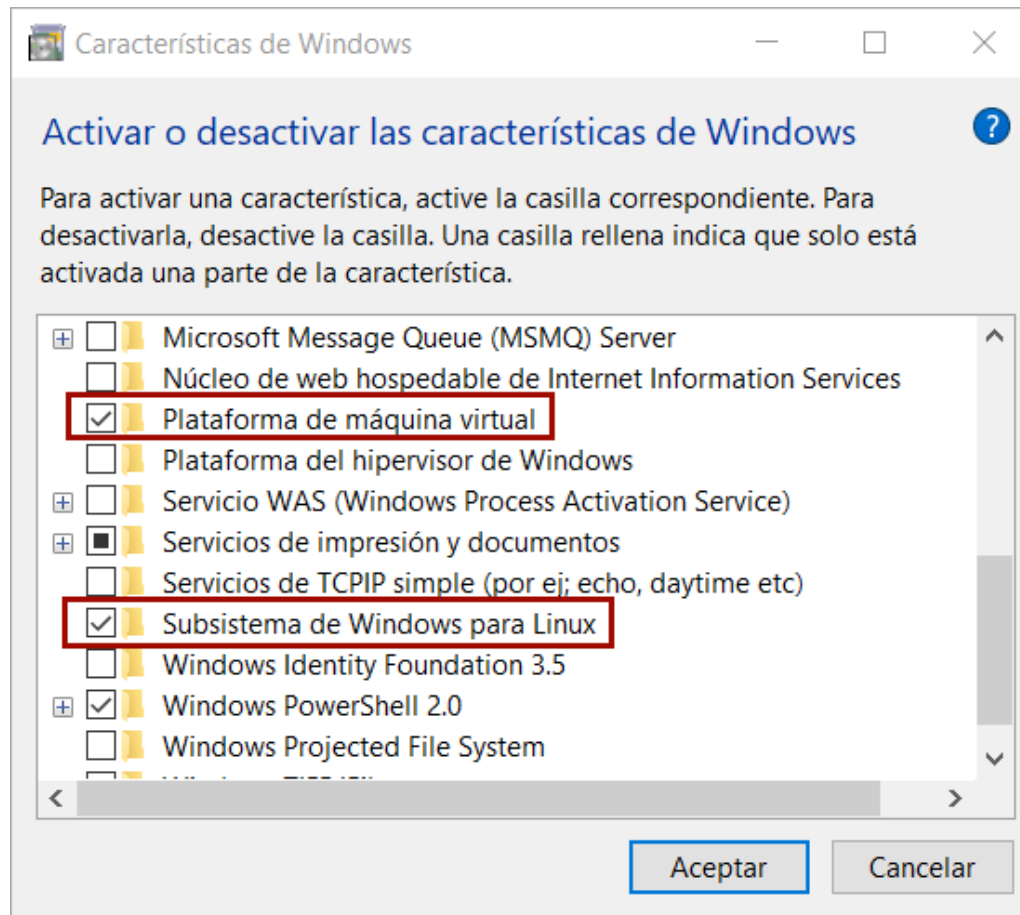 Características de Windows
Activar o desactivar las características de Windows
?
Para activar una característica, active la casilla correspondiente. Para
desactivarla, desactive la casilla. Una casilla rellena indica que solo está
activada una parte de la característica.
Microsoft Message Queue (MSMQ) Server
Núcleo de web hospedable de Internet Information Services
Plataforma de máquina virtual
Plataforma del hipervisor de Windows
Servicio WAS (Windows Process Activation Service)
Servicios de impresión y documentos
Servicios de TCPIP simple (por ej; echo, daytime etc)
Subsistema de Windows para Linux
Windows Identity Foundation 3.5
Windows PowerShell 2.0
Windows Projected File System
Aceptar Cancelar